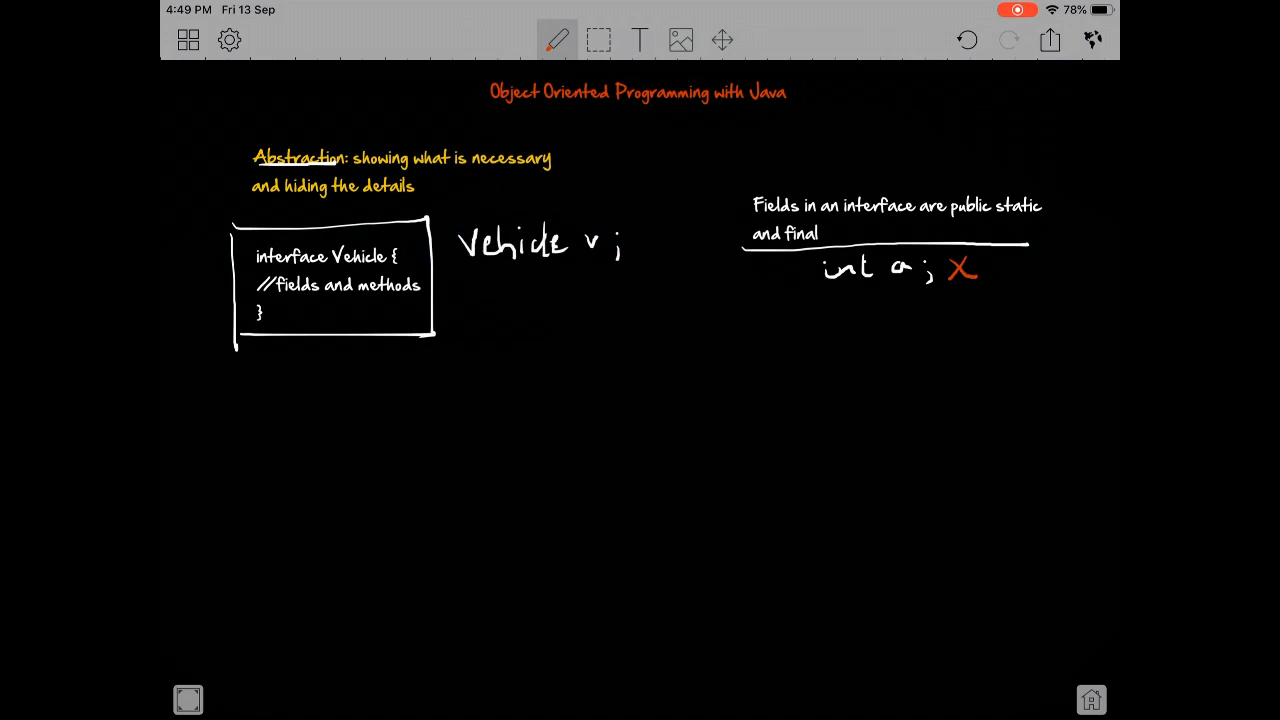 4:49 PM Fri 13 Sep
78%
Object Oriented Programming with Java
Abstraction: showing what is necessary
and hiding the details
interface Vehicle {
//fields and methods
}
Vehicle v ;
Fields in an interface are public static
and final
int a ; X